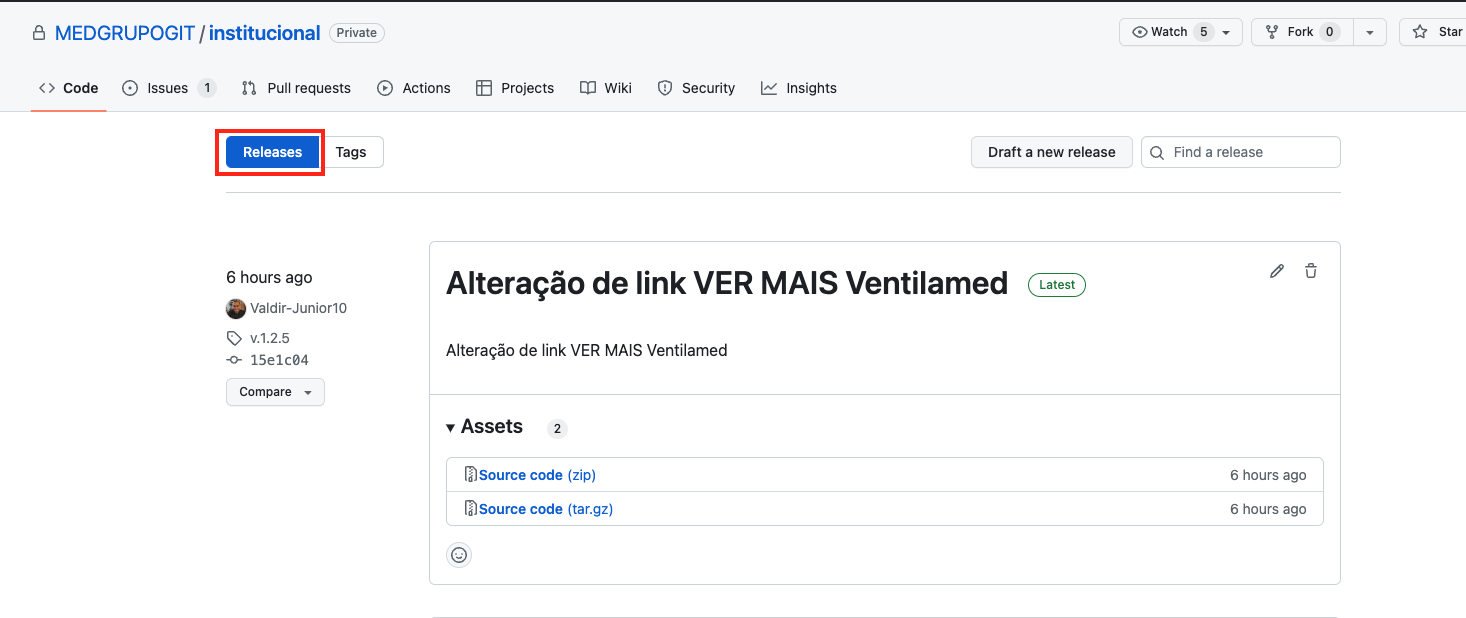 MEDGRUPOGIT / institucional Private
Watch 5 Fork 0 Star
Code Issues 1 Pull requests Actions Projects Wiki Security Insights
Releases Tags Draft a new release Find a release
6 hours ago
Valdir-Junior10
v.1.2.5
15e1c04
Compare
Alteração de link VER MAIS Ventilamed Latest
Alteração de link VER MAIS Ventilamed
Assets 2
Source code (zip) 6 hours ago
Source code (tar.gz) 6 hours ago